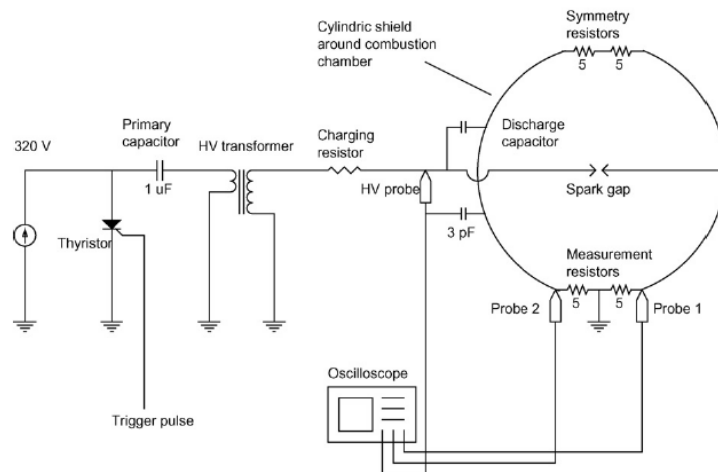 Cylindric shield
around combustion
chamber
Symmetry
resistors
5 5
320 V
Primary
capacitor
1 uF
HV transformer
Charging
resistor
Discharge
capacitor
HV probe
Spark gap
Thyristor
3 pF
Measurement
resistors
5 5
Probe 2
Probe 1
Oscilloscope
Trigger pulse